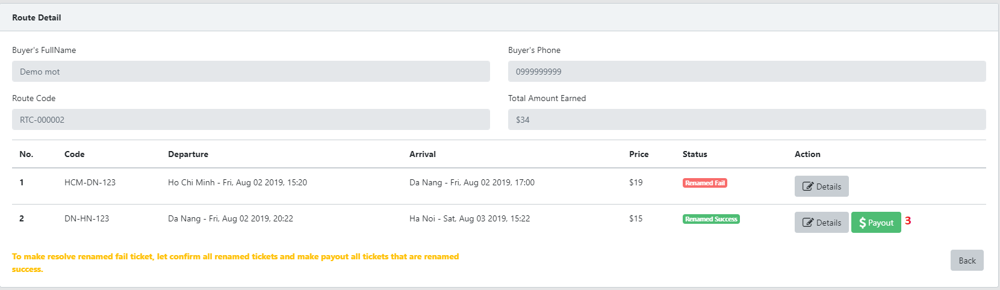 Route Detail
Buyer's FullName
Buyer's Phone
Demo mot
0999999999
Route Code
Total Amount Earned
RTC-000002
$34
No. Code Departure Arrival Price Status Action
1 HCM-DN-123 Ho Chi Minh - Fri, Aug 02 2019, 15:20 Da Nang - Fri, Aug 02 2019, 17:00 $19 Renamed Fail Details
2 DN-HN-123 Da Nang - Fri, Aug 02 2019, 20:22 Ha Noi - Sat, Aug 03 2019, 15:22 $15 Renamed Success Details $ Payout 3
To make resolve renamed fail ticket, let confirm all renamed tickets and make payout all tickets that are renamed
success.
Back